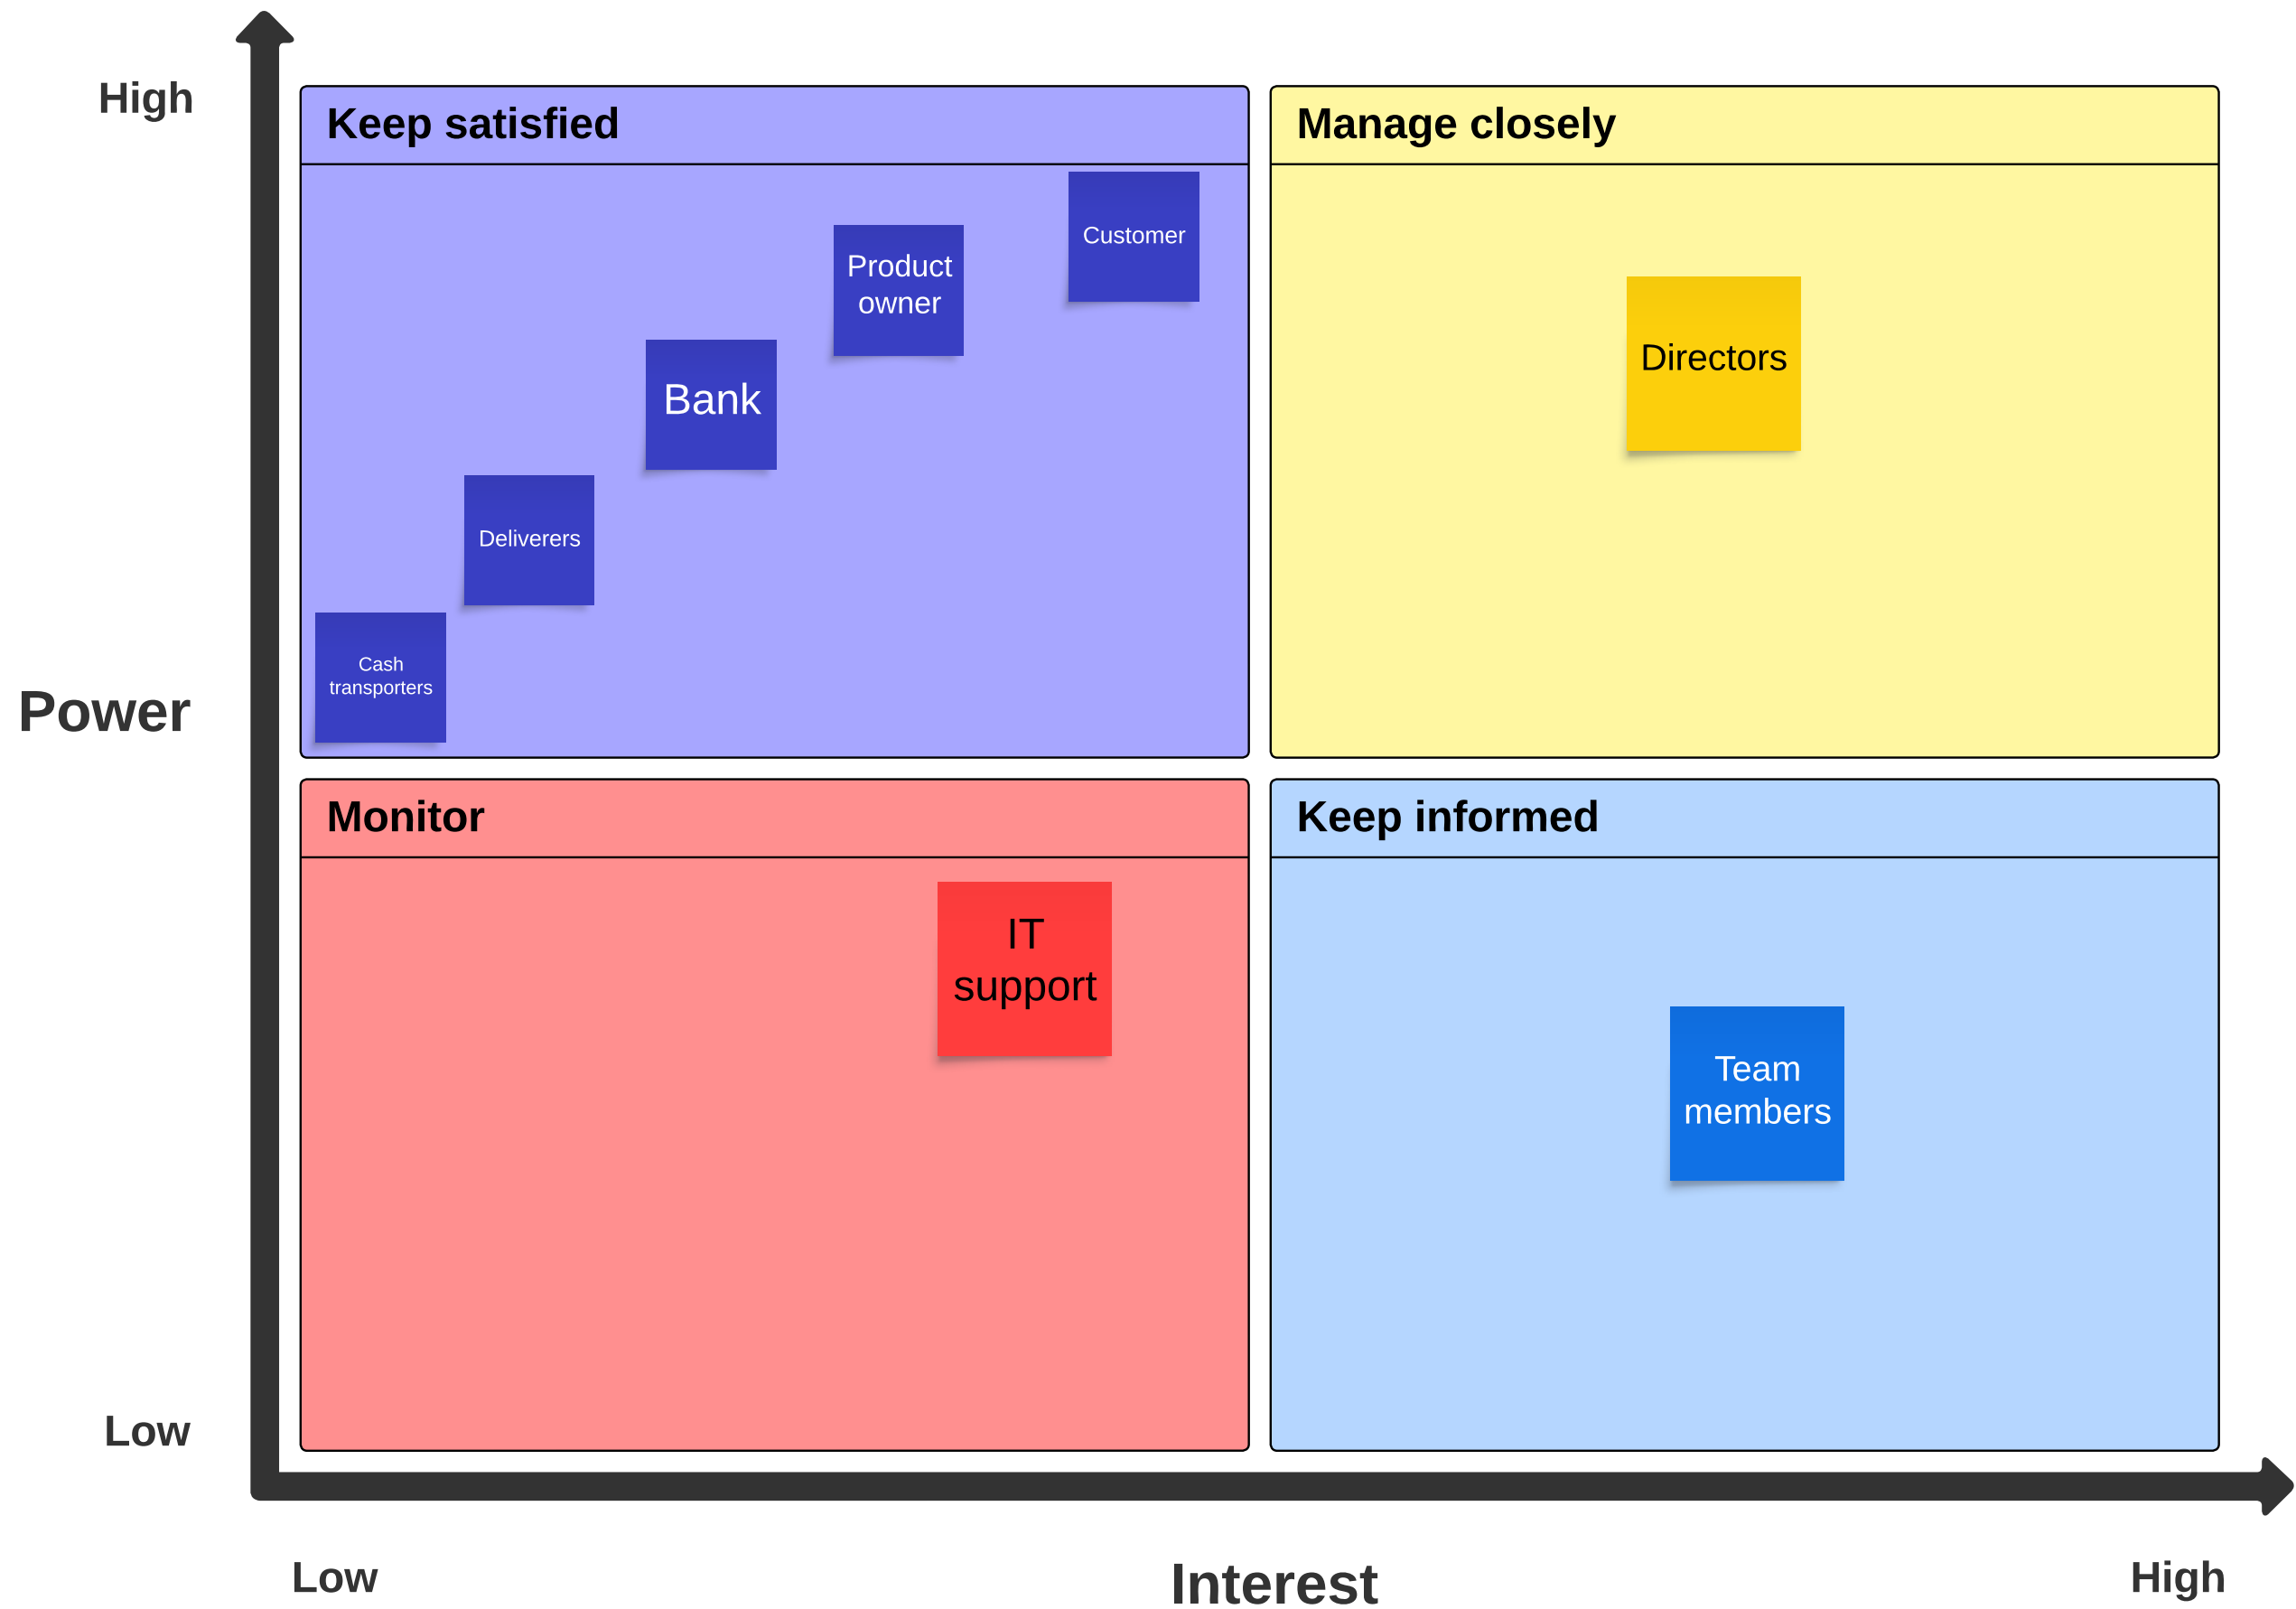 High
Keep satisfied
Manage closely
Customer
Product
owner
Directors
Bank
Deliverers
Cash
transporters
Power
Monitor
Keep informed
IT
support
Team
members
Low
Low
Interest
High